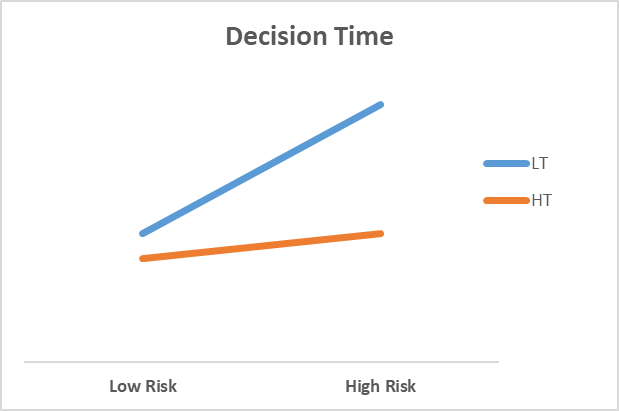 Decision Time
LT
HT
Low Risk
High Risk